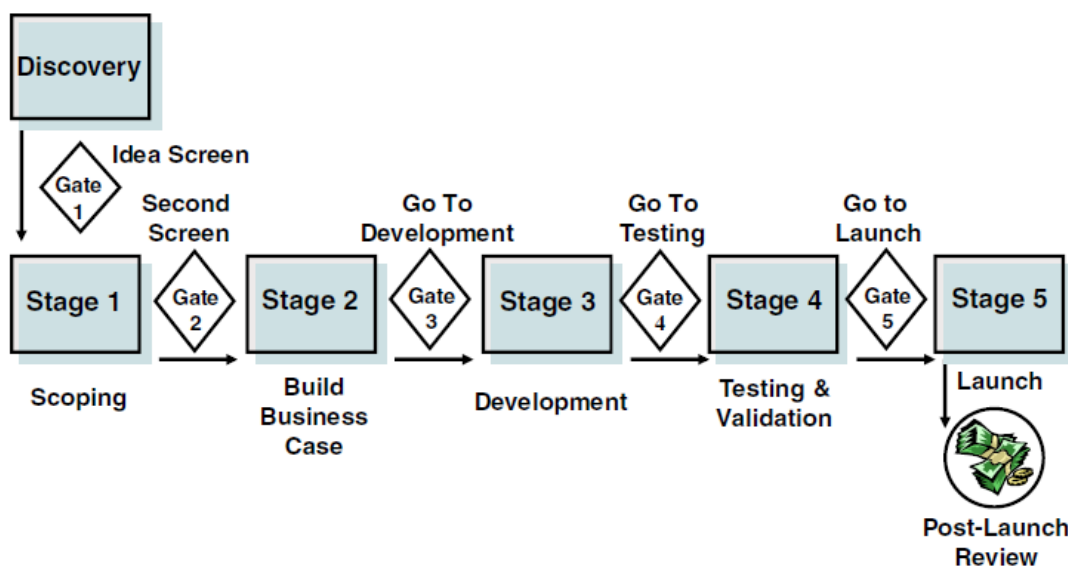 Discovery
Idea Screen
Gate
1
Second
Screen
Go To
Development
Go To
Testing
Go to
Launch
Stage 1
Gate
2
Stage 2
Gate
3
Stage 3
Gate
4
Stage 4
Gate
5
Stage 5
Scoping
Build
Business
Case
Development
Testing &
Validation
Launch
Post-Launch
Review